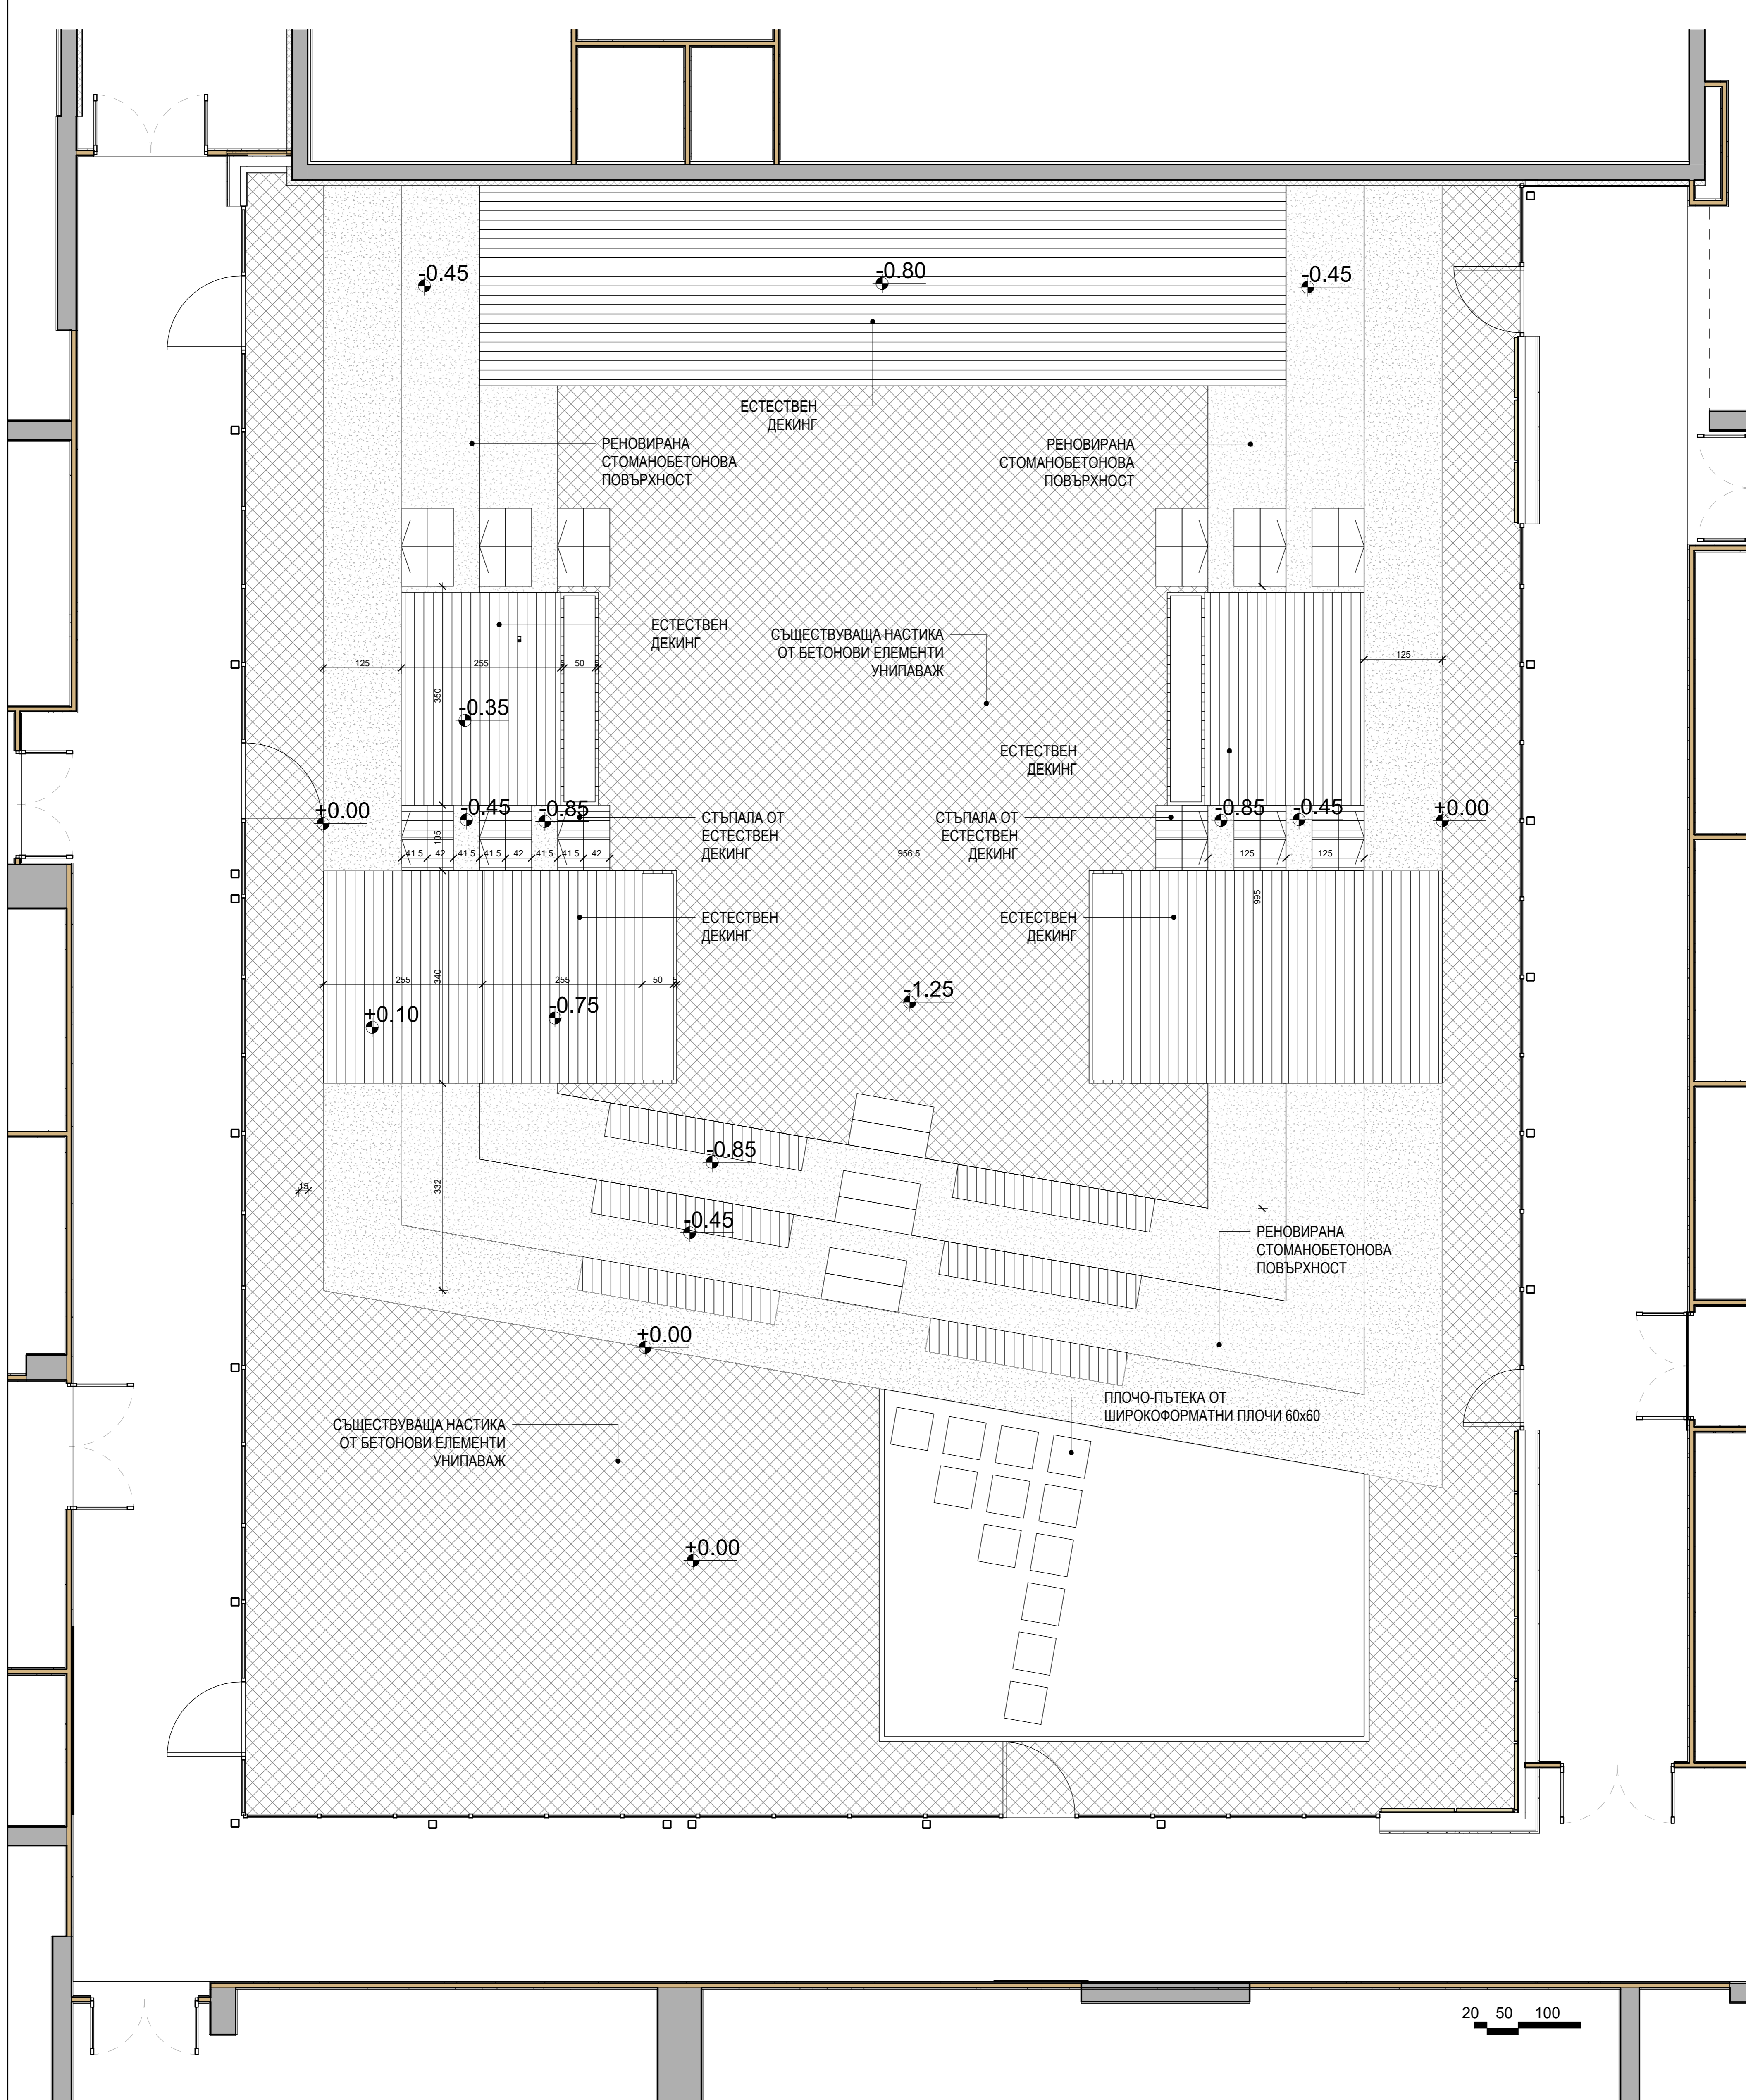 -0.45
-0.80
-0.45
ЕСТЕСТВЕН
ДЕКИНГ
РЕНОВИРАНА
СТОМАНОБЕТОНОВА
ПОВЪРХНОСТ
РЕНОВИРАНА
СТОМАНОБЕТОНОВА
ПОВЪРХНОСТ
ЕСТЕСТВЕН
ДЕКИНГ
СЪЩЕСТВУВАЩА НАСТИКА
ОТ БЕТОНОВИ ЕЛЕМЕНТИ
УНИПАВАЖ
125
255
5
50
5
125
350
-0.35
ЕСТЕСТВЕН
ДЕКИНГ
+0.00
-0.45
-0.85
СТЪПАЛА ОТ
ЕСТЕСТВЕН
ДЕКИНГ
СТЪПАЛА ОТ
ЕСТЕСТВЕН
ДЕКИНГ
-0.85
-0.45
+0.00
105
41.5
42
41.5
41.5
42
41.5
41.5
42
956.5
125
125
995
ЕСТЕСТВЕН
ДЕКИНГ
ЕСТЕСТВЕН
ДЕКИНГ
255
340
255
50
5
+0.10
-0.75
-1.25
-0.85
15
332
-0.45
РЕНОВИРАНА
СТОМАНОБЕТОНОВА
ПОВЪРХНОСТ
+0.00
ПЛОЧО-ПЪТЕКА ОТ
ШИРОКОФОРМАТНИ ПЛОЧИ 60x60
СЪЩЕСТВУВАЩА НАСТИКА
ОТ БЕТОНОВИ ЕЛЕМЕНТИ
УНИПАВАЖ
+0.00
20 50 100